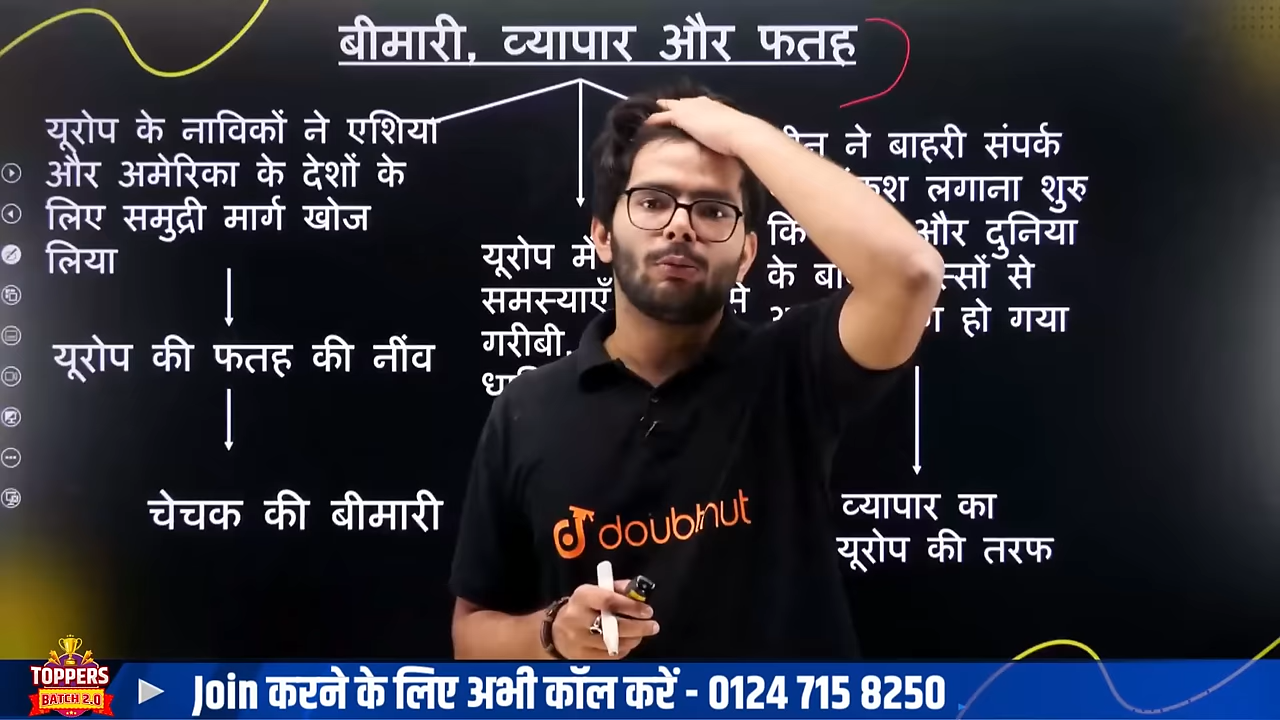 बीमारी, व्यापार और फतह
यूरोप के नाविकों ने एशिया
और अमेरिका के देशों के
लिए समुद्री मार्ग खोज
लिया
यूरोप की फतह की नींव
चेचक की बीमारी
यूरोप में
समस्याएँ
गरीबी,
ने बाहरी संपर्क
लगाना शुरु
और दुनिया
के
से
हो गया
व्यापार का
यूरोप की तरफ
doubtnut
TOPPERS
BATCH 2.0
Join करने के लिए अभी कॉल करें - 0124 715 8250